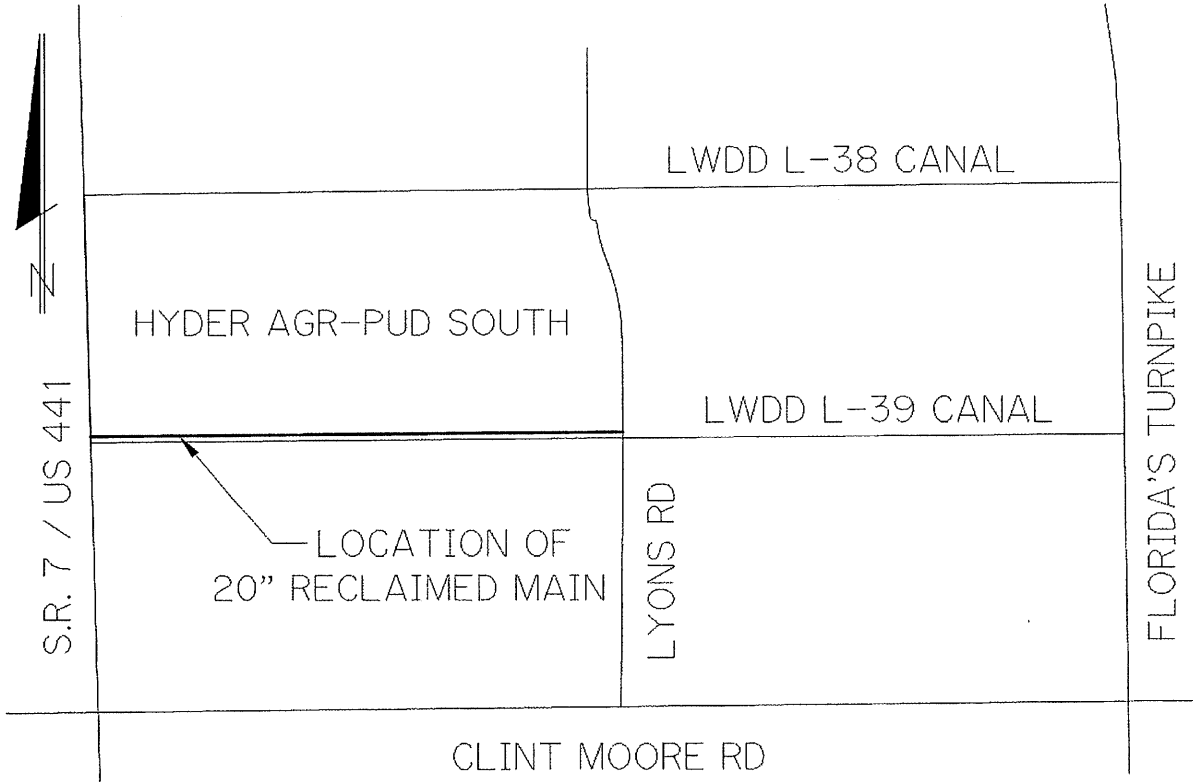 LWDD L-38 CANAL
N
HYDER AGR-PUD SOUTH
LWDD L-39 CANAL
S.R. 7 / US 441
FLORIDA'S TURNPIKE
LOCATION OF
20" RECLAIMED MAIN
LYONS RD
CLINT MOORE RD